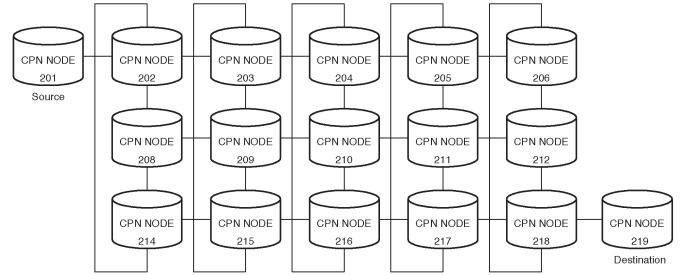 CPN NODE
201
Source
CPN NODE
202
CPN NODE
203
CPN NODE
204
CPN NODE
205
CPN NODE
206
CPN NODE
208
CPN NODE
209
CPN NODE
210
CPN NODE
211
CPN NODE
212
CPN NODE
214
CPN NODE
215
CPN NODE
216
CPN NODE
217
CPN NODE
218
CPN NODE
219
Destination